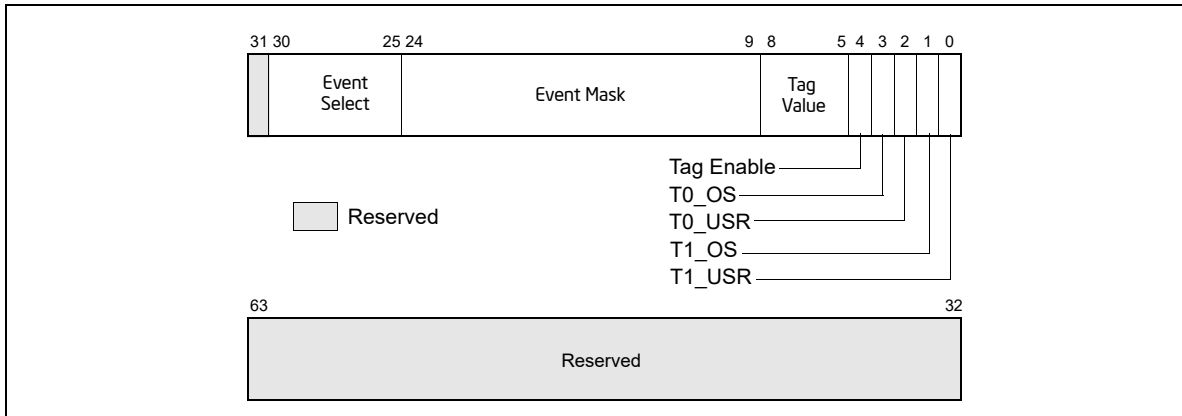 31 30 25 24 9 8 5 4 3 2 1 0
Event
Select
Event Mask
Tag
Value
Tag Enable
T0_OS
Reserved
T0_USR
T1_OS
T1_USR
63 32
Reserved